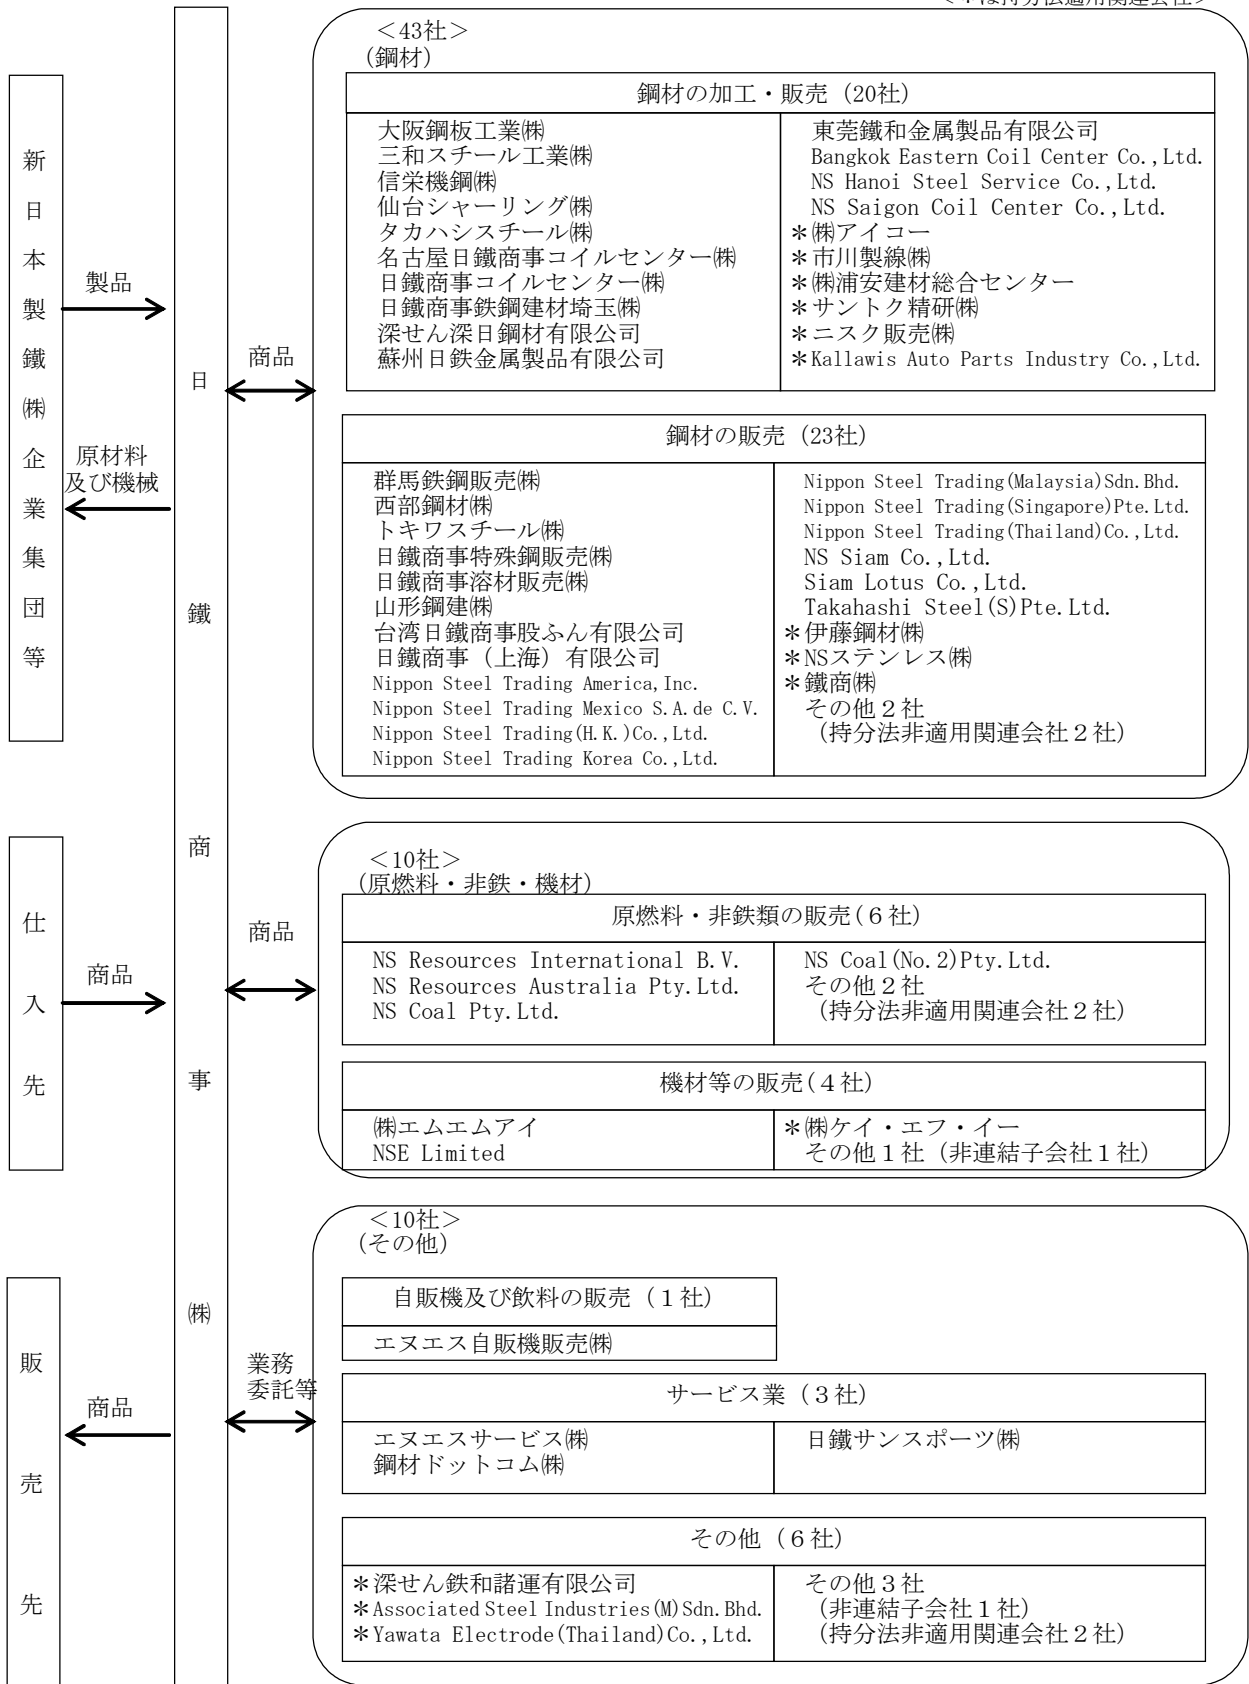 <*は持分法適用関連会社>
新日本製鐵㈱企業集団等
製品
原材料
及び機械
仕入先
商品
販売先
商品
日鐵商事㈱
商品
<43社>
(鋼材)
鋼材の加工・販売(20社)
大阪鋼板工業㈱
三和スチール工業㈱
信栄機鋼㈱
仙台シャーリング㈱
タカハシスチール㈱
名古屋日鐵商事コイルセンター㈱
日鐵商事コイルセンター㈱
日鐵商事鉄鋼建材埼玉㈱
深せん深日鋼材有限公司
蘇州日鉄金属製品有限公司
東莞鐵和金属製品有限公司
Bangkok Eastern Coil Center Co.,Ltd.
NS Hanoi Steel Service Co.,Ltd.
NS Saigon Coil Center Co.,Ltd.
*㈱アイコー
*市川製線㈱
*㈱浦安建材総合センター
*サントク精研㈱
*ニスク販売㈱
*Kallawis Auto Parts Industry Co.,Ltd.
鋼材の販売(23社)
群馬鉄鋼販売㈱
西部鋼材㈱
トキワスチール㈱
日鐵商事特殊鋼販売㈱
日鐵商事溶材販売㈱
山形鋼建㈱
台湾日鐵商事股ふん有限公司
日鐵商事(上海)有限公司
Nippon Steel Trading America,Inc.
Nippon Steel Trading Mexico S.A.de C.V.
Nippon Steel Trading(H.K.)Co.,Ltd.
Nippon Steel Trading Korea Co.,Ltd.
Nippon Steel Trading(Malaysia)Sdn.Bhd.
Nippon Steel Trading(Singapore)Pte.Ltd.
Nippon Steel Trading(Thailand)Co.,Ltd.
NS Siam Co.,Ltd.
Siam Lotus Co.,Ltd.
Takahashi Steel(S)Pte.Ltd.
*伊藤鋼材㈱
*NSステンレス㈱
*鐵商㈱
その他2社
(持分法非適用関連会社2社)
商品
<10社>
(原燃料・非鉄・機材)
原燃料・非鉄類の販売(6社)
NS Resources International B.V.
NS Resources Australia Pty.Ltd.
NS Coal Pty.Ltd.
NS Coal(No.2)Pty.Ltd.
その他2社
(持分法非適用関連会社2社)
機材等の販売(4社)
㈱エムエムアイ
NSE Limited
*㈱ケイ・エフ・イー
その他1社(非連結子会社1社)
業務
委託等
<10社>
(その他)
自販機及び飲料の販売(1社)
エヌエス自販機販売㈱
サービス業(3社)
エヌエスサービス㈱
鋼材ドットコム㈱
日鐵サンスポーツ㈱
その他(6社)
*深せん鉄和諸運有限公司
*Associated Steel Industries(M)Sdn.Bhd.
*Yawata Electrode(Thailand)Co.,Ltd.
その他3社
(非連結子会社1社)
(持分法非適用関連会社2社)